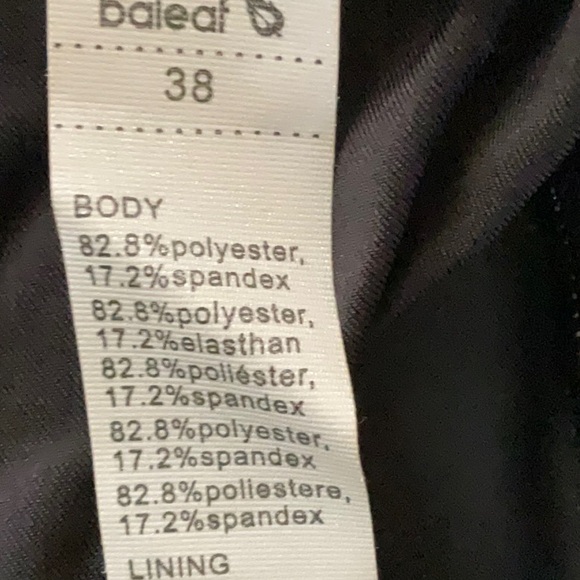 baleaf
38
BODY
82.8%polyester,
17.2%spandex
82.8%polyester,
17.2%elasthan
82.8%poliéster,
17.2%spandex
82.8%polyester,
17.2%spandex
82.8%poliestere,
17.2%spandex
LINING